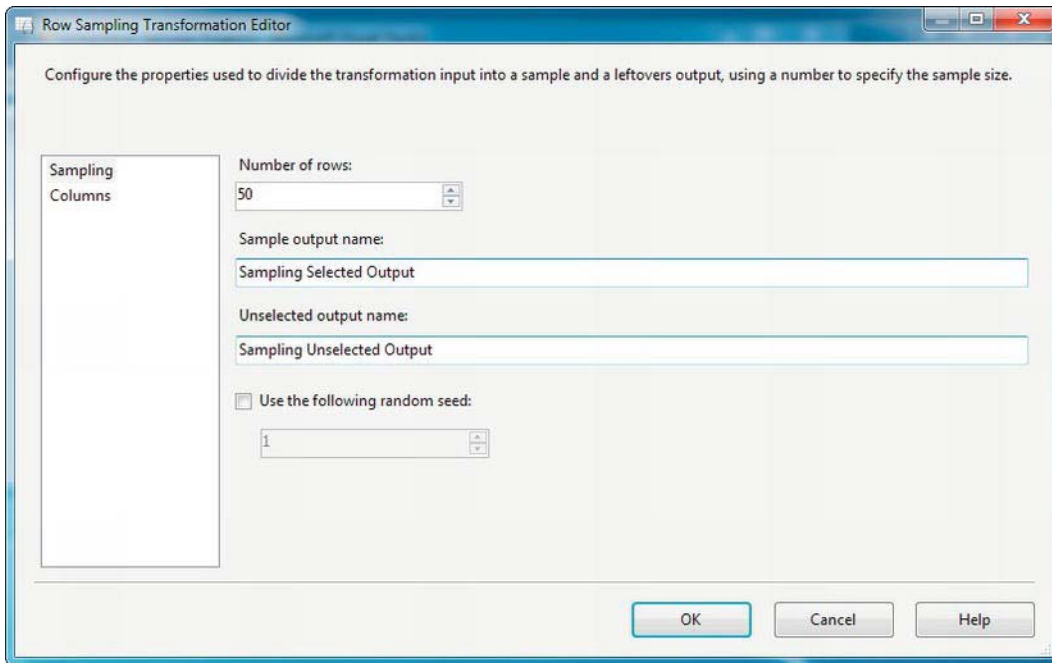 Row Sampling Transformation Editor
Configure the properties used to divide the transformation input into a sample and a leftovers output, using a number to specify the sample size.
Sampling
Columns
Number of rows:
50
Sample output name:
Sampling Selected Output
Unselected output name:
Sampling Unselected Output
Use the following random seed:
1
OK
Cancel
Help